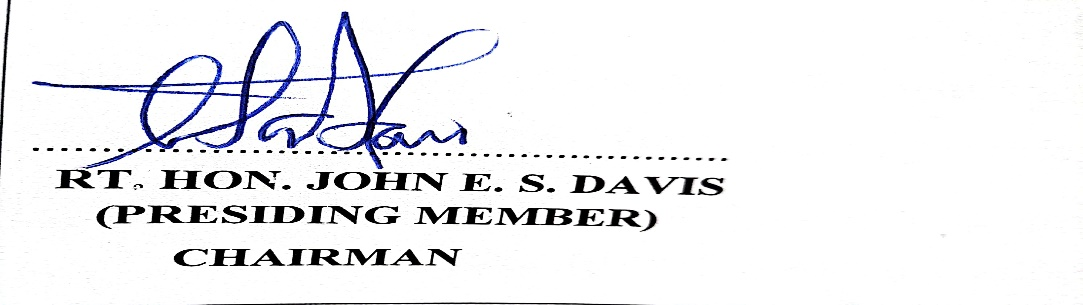 RT. HON. JOHN E. S. DAVIS
(PRESIDING MEMBER)
CHAIRMAN